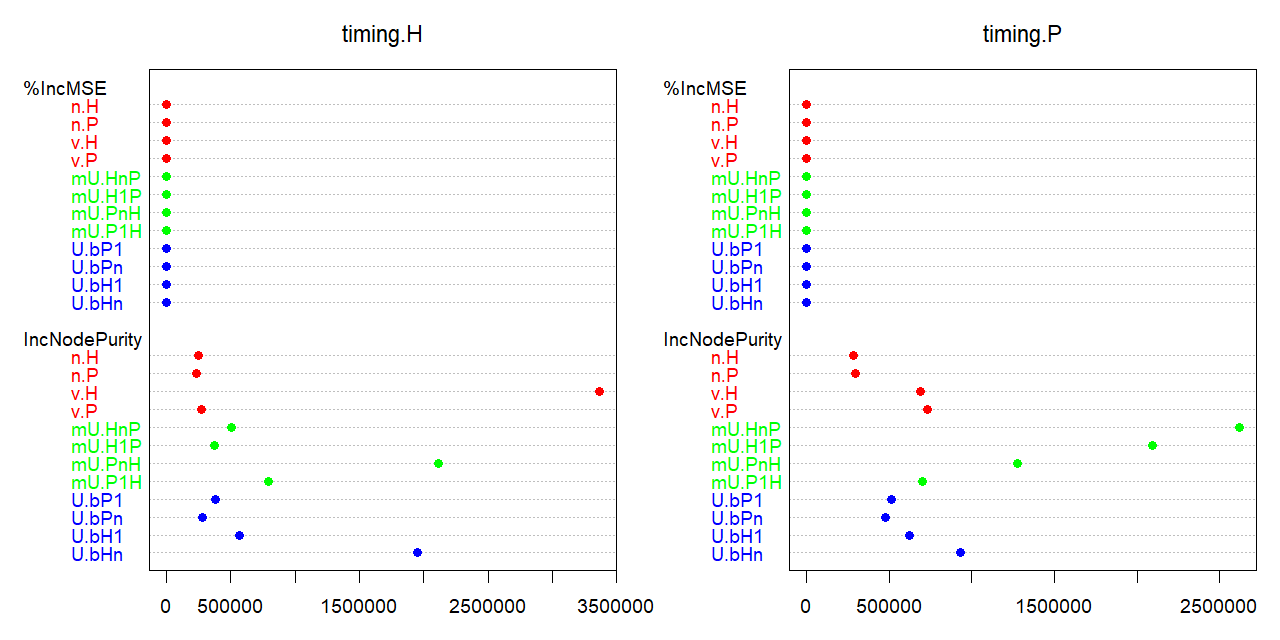 timing.H
%IncMSE
n.H
n.P
v.H
v.P
mU.HnP
mU.H1P
mU.PnH
mU.P1H
U.bP1
U.bPn
U.bH1
U.bHn
IncNodePurity
n.H
n.P
v.H
v.P
mU.HnP
mU.H1P
mU.PnH
mU.P1H
U.bP1
U.bPn
U.bH1
U.bHn
0 500000 1500000 2500000 3500000
timing.P
%IncMSE
n.H
n.P
v.H
v.P
mU.HnP
mU.H1P
mU.PnH
mU.P1H
U.bP1
U.bPn
U.bH1
U.bHn
IncNodePurity
n.H
n.P
v.H
v.P
mU.HnP
mU.H1P
mU.PnH
mU.P1H
U.bP1
U.bPn
U.bH1
U.bHn
0 500000 1500000 2500000